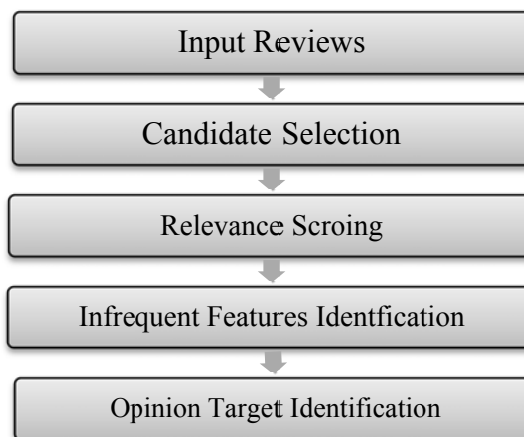 Input Reviews
Candidate Selection
Relevance Scroing
Infrequent Features Identfication
Opinion Target Identification